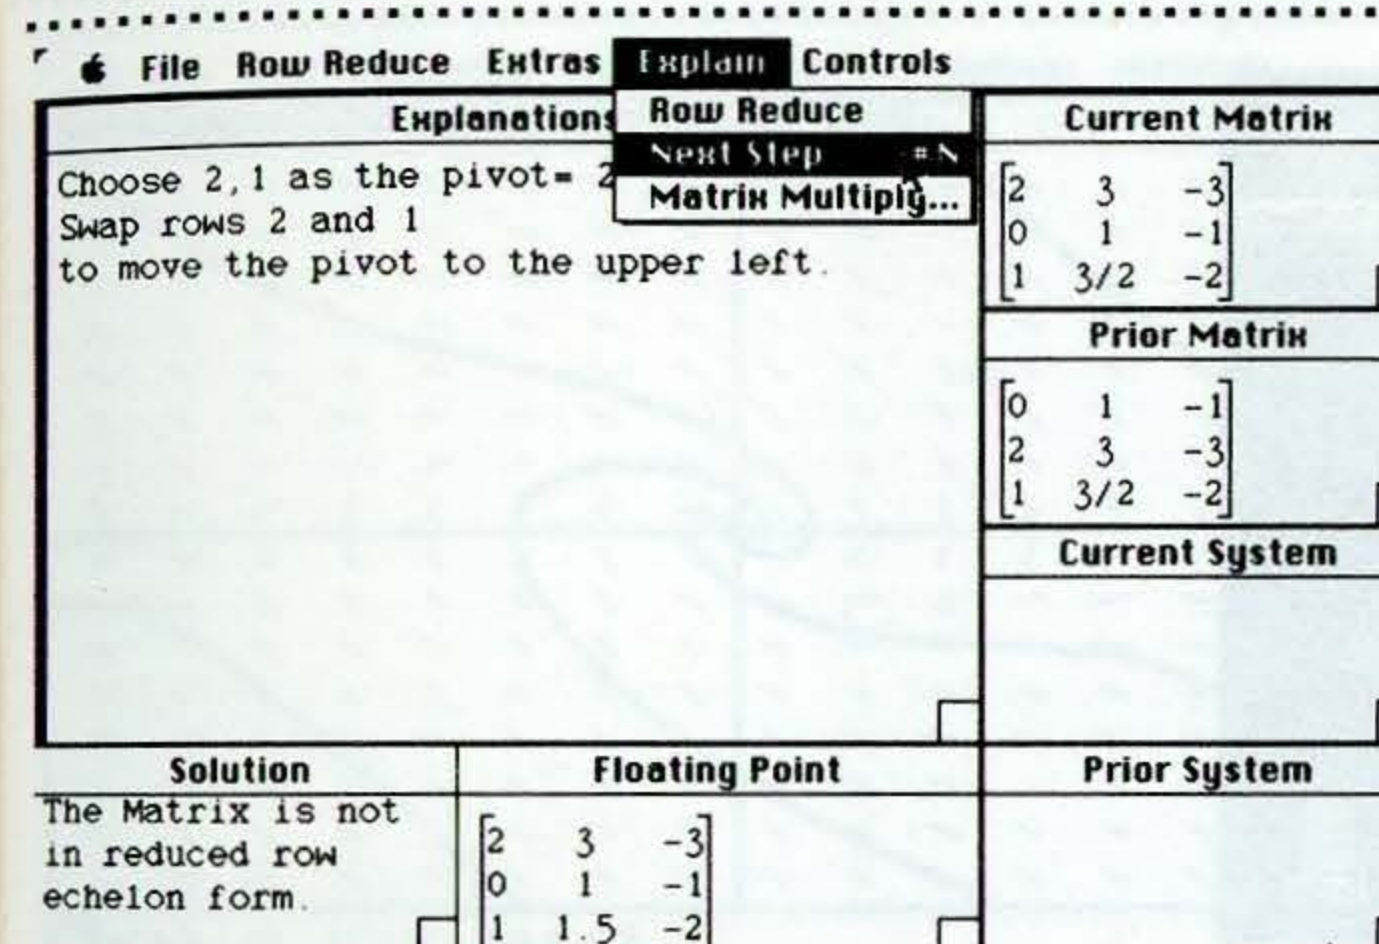 File Row Reduce Extras Explain Controls
Explanations
Row Reduce
Next Step ⌘N
Matrix Multiply...
Choose 2,1 as the pivot= 2
Swap rows 2 and 1
to move the pivot to the upper left.
Current Matrix
2 3 -3
0 1 -1
1 3/2 -2
Prior Matrix
0 1 -1
2 3 -3
1 3/2 -2
Current System
Solution
The Matrix is not
in reduced row
echelon form.
Floating Point
2 3 -3
0 1 -1
1 1.5 -2
Prior System